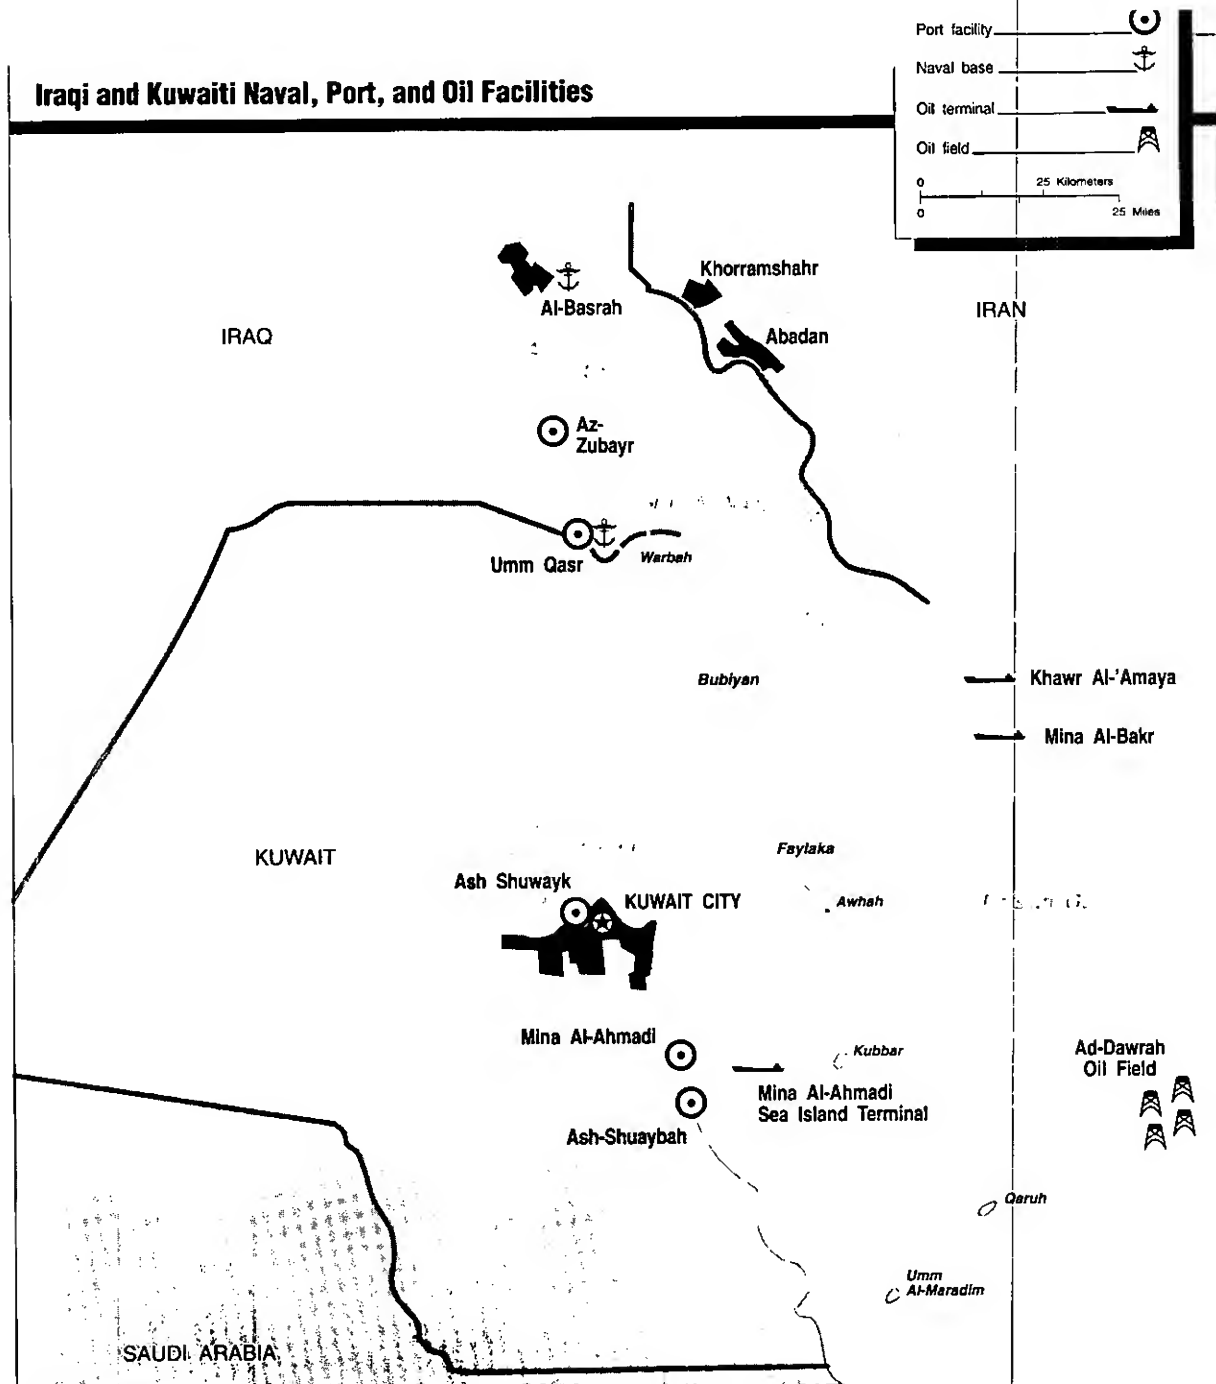 Port facility
Naval base
Oil terminal
Oil field
0 25 Kilometers
0 25 Miles
Iraqi and Kuwaiti Naval, Port, and Oil Facilities
Khorramshahr
Al-Basrah
IRAN
IRAQ
Abadan
Az-
Zubayr
Umm Qasr
Warbah
Bubiyan
Khawr Al-'Amaya
Mina Al-Bakr
KUWAIT
Faylaka
Ash Shuwayk
KUWAIT CITY
Awhah
Mina Al-Ahmadi
Kubbar
Ad-Dawrah
Oil Field
Mina Al-Ahmadi
Sea Island Terminal
Ash-Shuaybah
Qaruh
Umm
Al-Maradim
SAUDI ARABIA